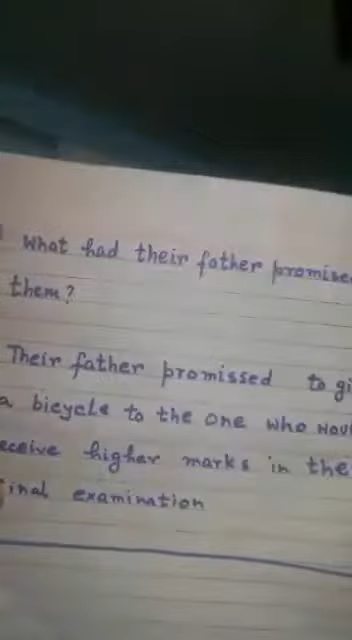 What had their father promise
them?
Their father promissed to gi
a bicycle to the one who wou
eceive higher marks in the
inal examination